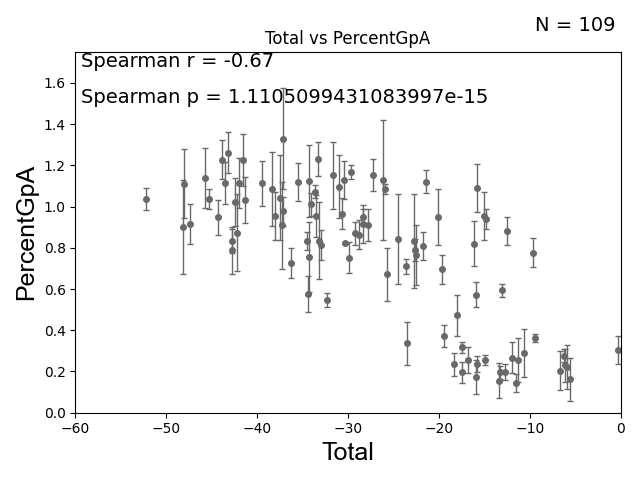 N = 109
Total vs PercentGpA
Spearman r = -0.67
Spearman p = 1.1105099431083997e-15
PercentGpA
1.6
1.4
1.2
1.0
0.8
0.6
0.4
0.2
0.0
−60 −50 −40 −30 −20 −10 0
Total